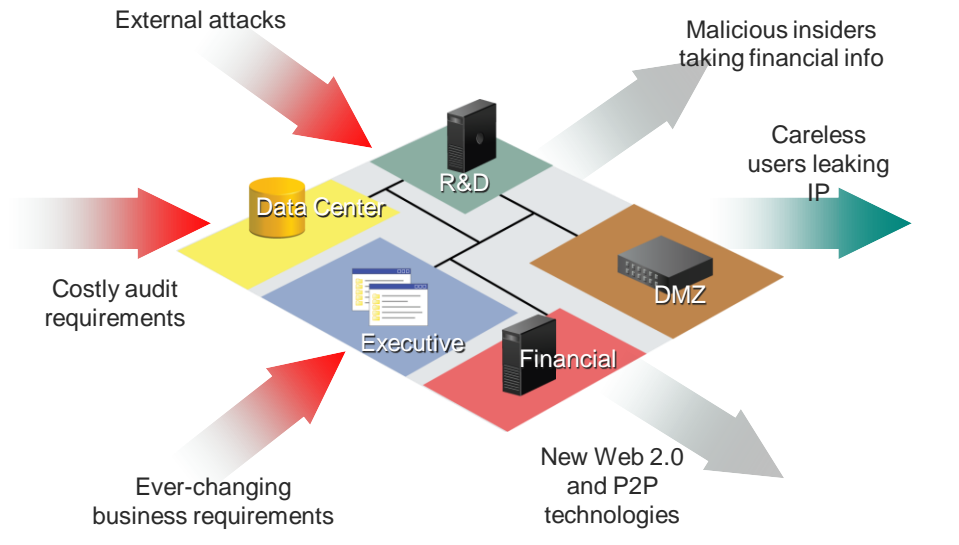 External attacks
Malicious insiders
taking financial info
Careless
users leaking
IP
R&D
Data Center
DMZ
Costly audit
requirements
Executive
Financial
New Web 2.0
and P2P
technologies
Ever-changing
business requirements